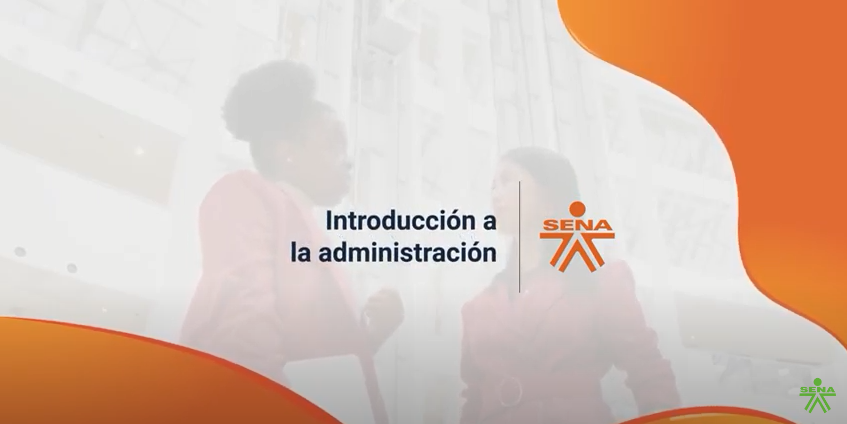 Introducción a
la administración
SENA
SENA